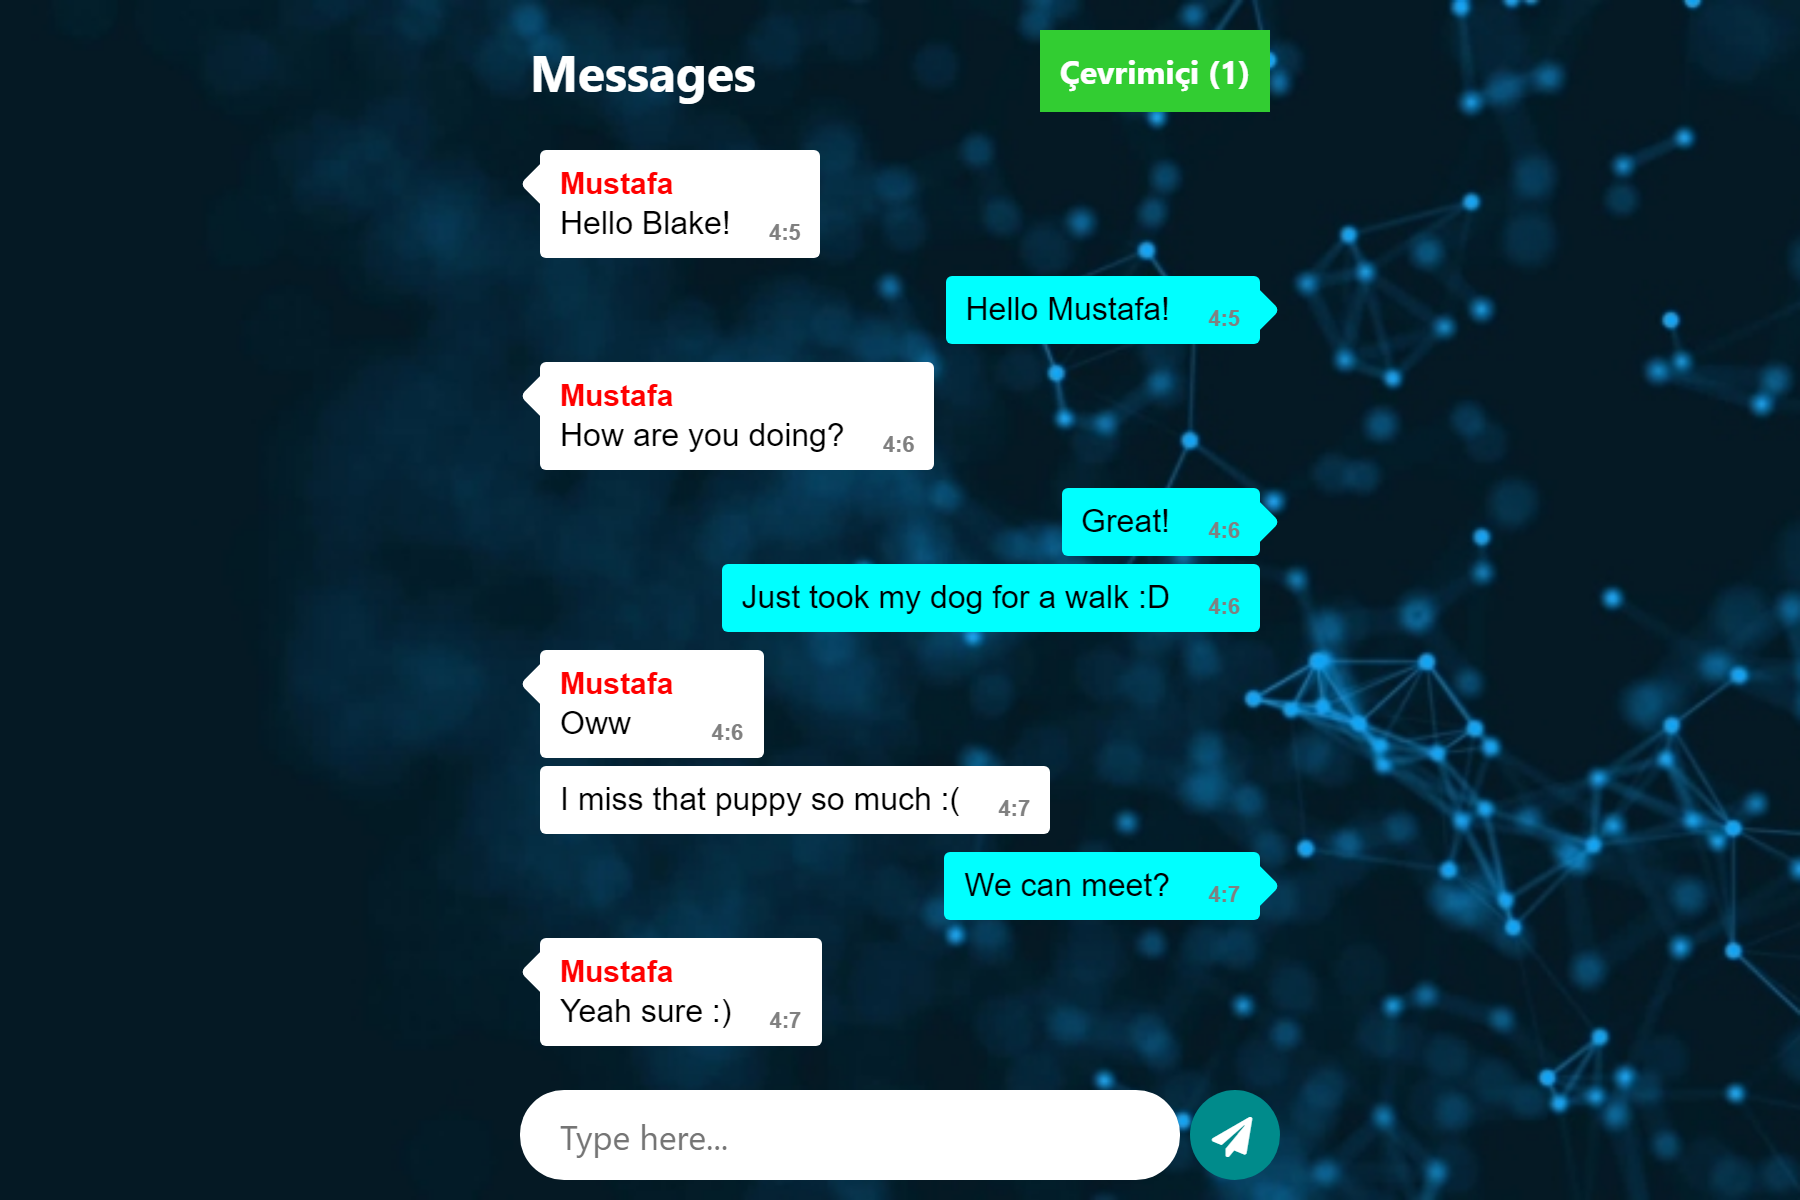 Messages
Çevrimiçi (1)
Mustafa
Hello Blake! 4:5
Hello Mustafa! 4:5
Mustafa
How are you doing? 4:6
Great! 4:6
Just took my dog for a walk :D 4:6
Mustafa
Oww 4:6
I miss that puppy so much :( 4:7
We can meet? 4:7
Mustafa
Yeah sure :) 4:7
Type here...